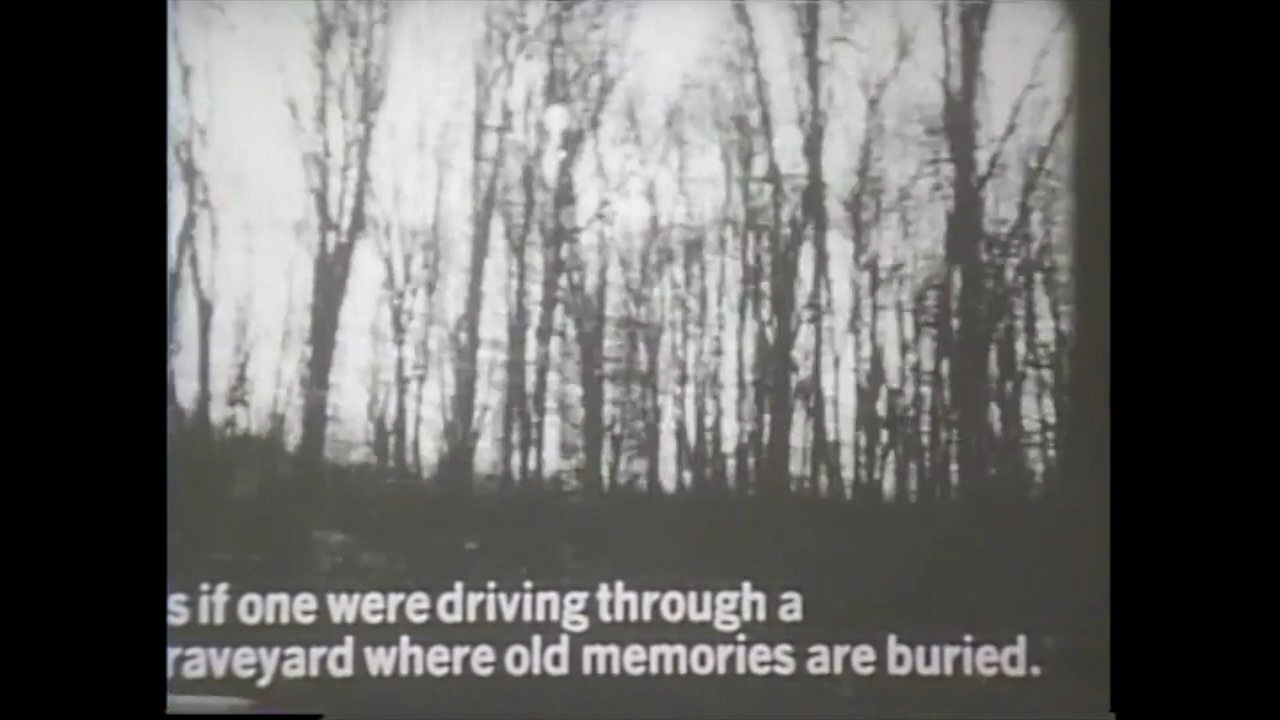 s if one were driving through a
raveyard where old memories are buried.